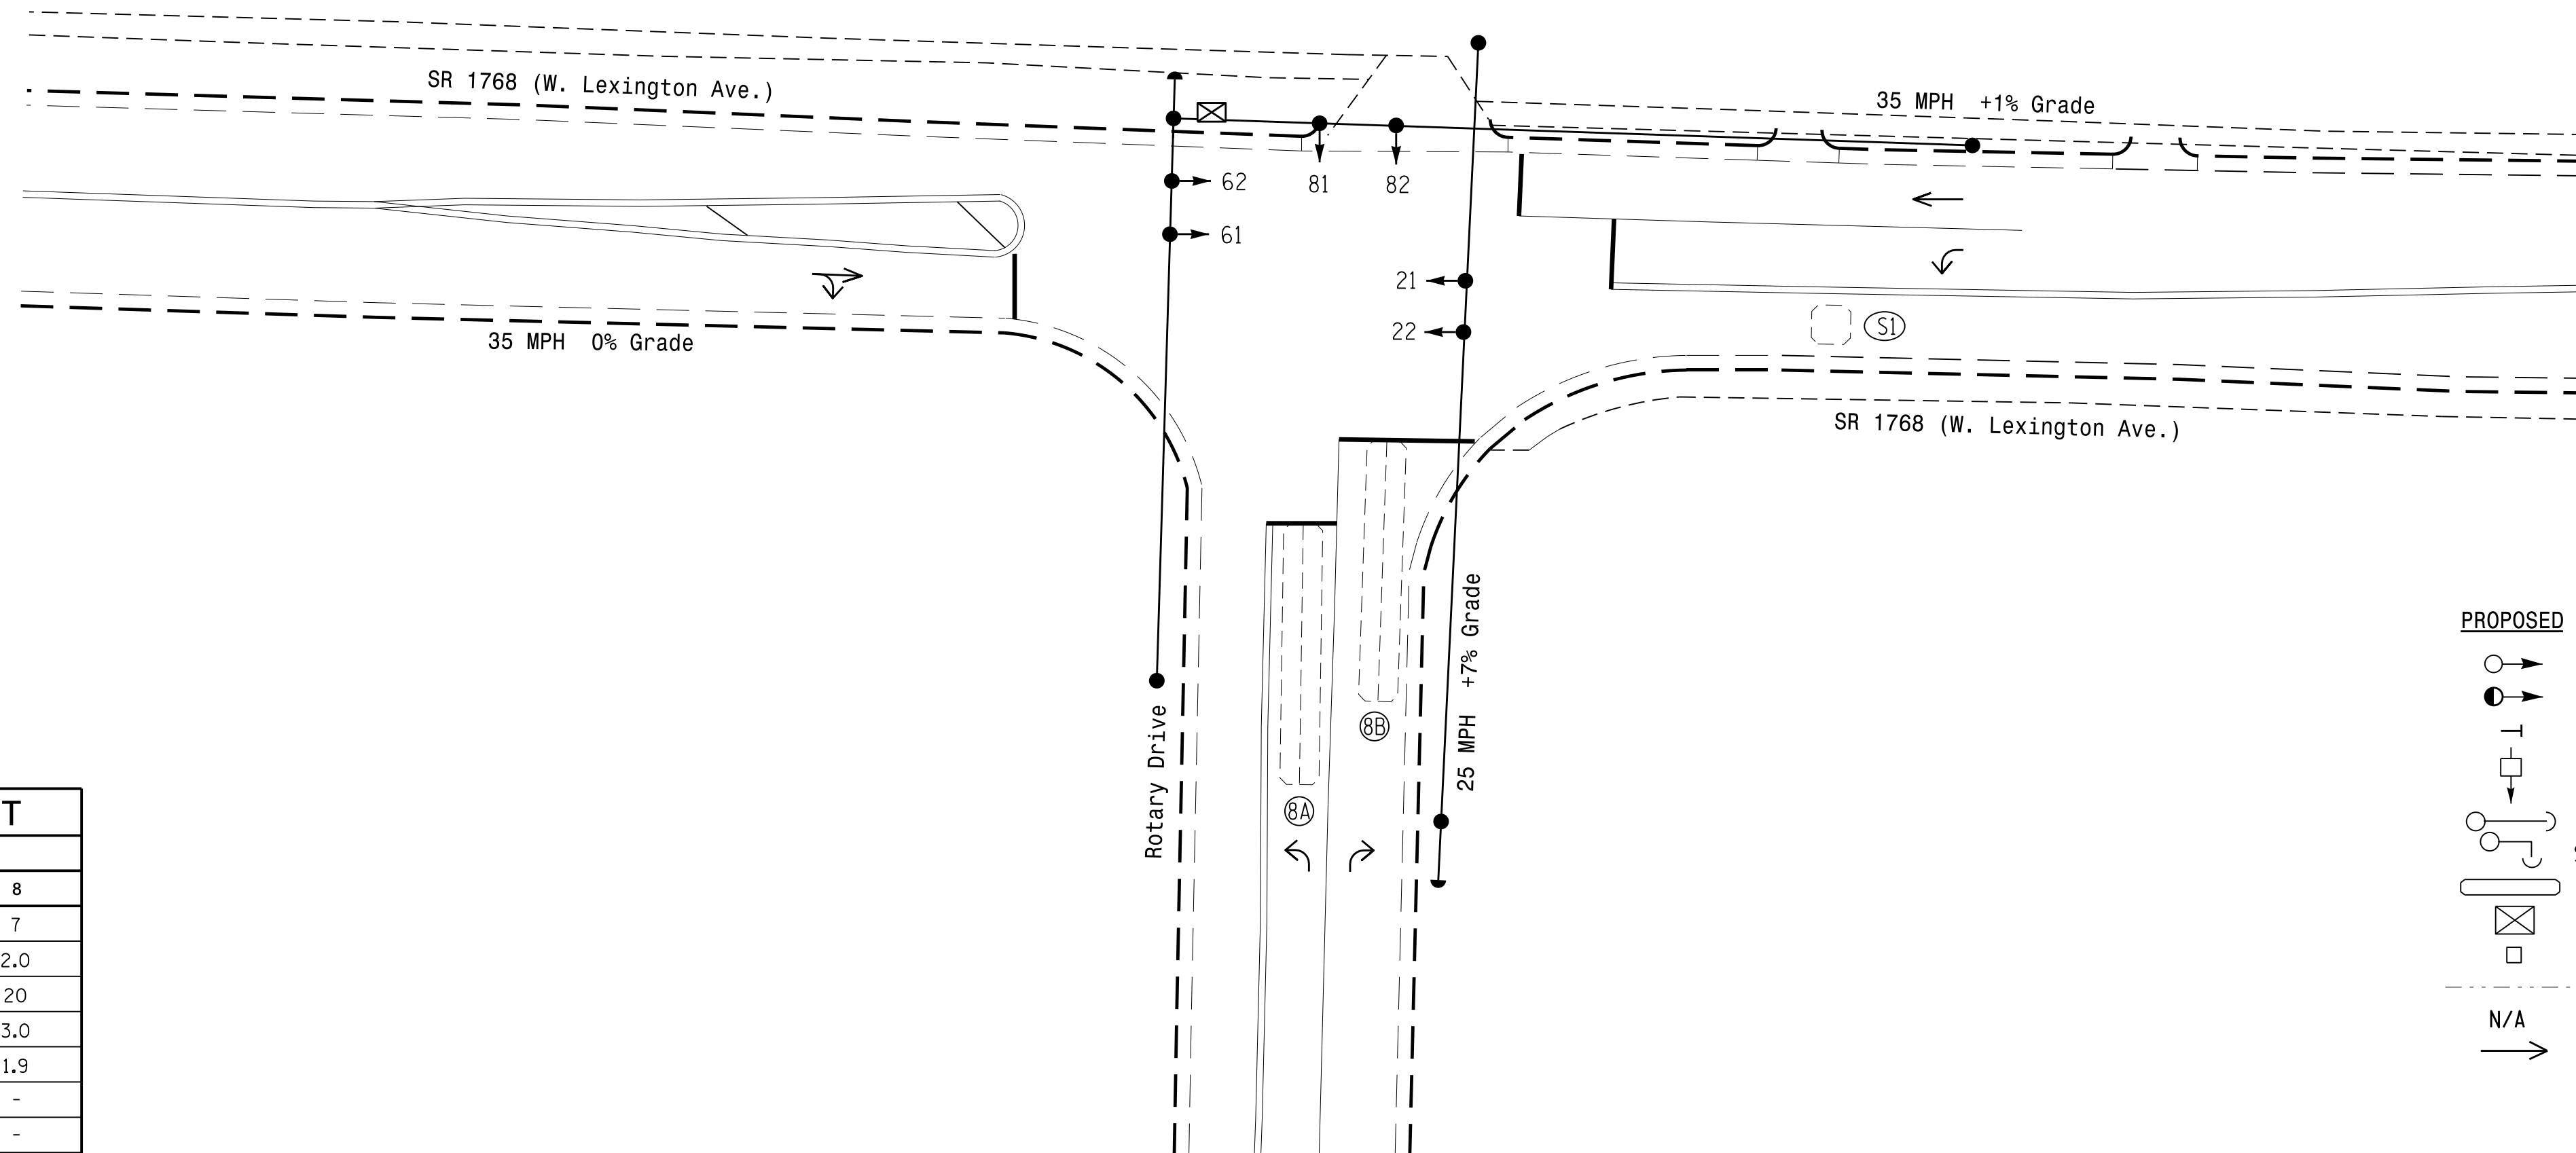 SR 1768 (W. Lexington Ave.)
35 MPH +1% Grade
62
81
82
61
21
22
S1
35 MPH 0% Grade
SR 1768 (W. Lexington Ave.)
PROPOSED
25 MPH +7% Grade
Rotary Drive
8B
8A
T
8
7
2.0
20
3.0
1.9
-
-
N/A